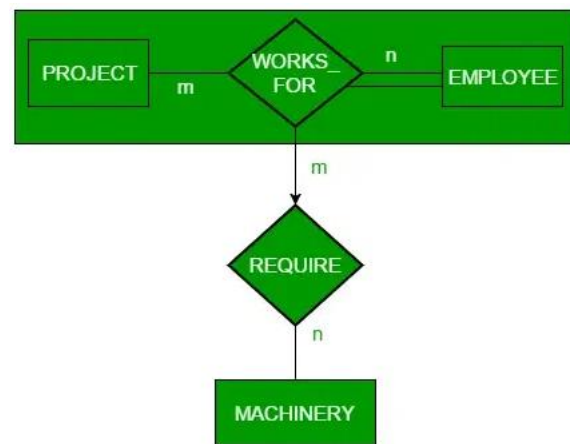 PROJECT
m
WORKS_
FOR
n
EMPLOYEE
m
REQUIRE
n
MACHINERY